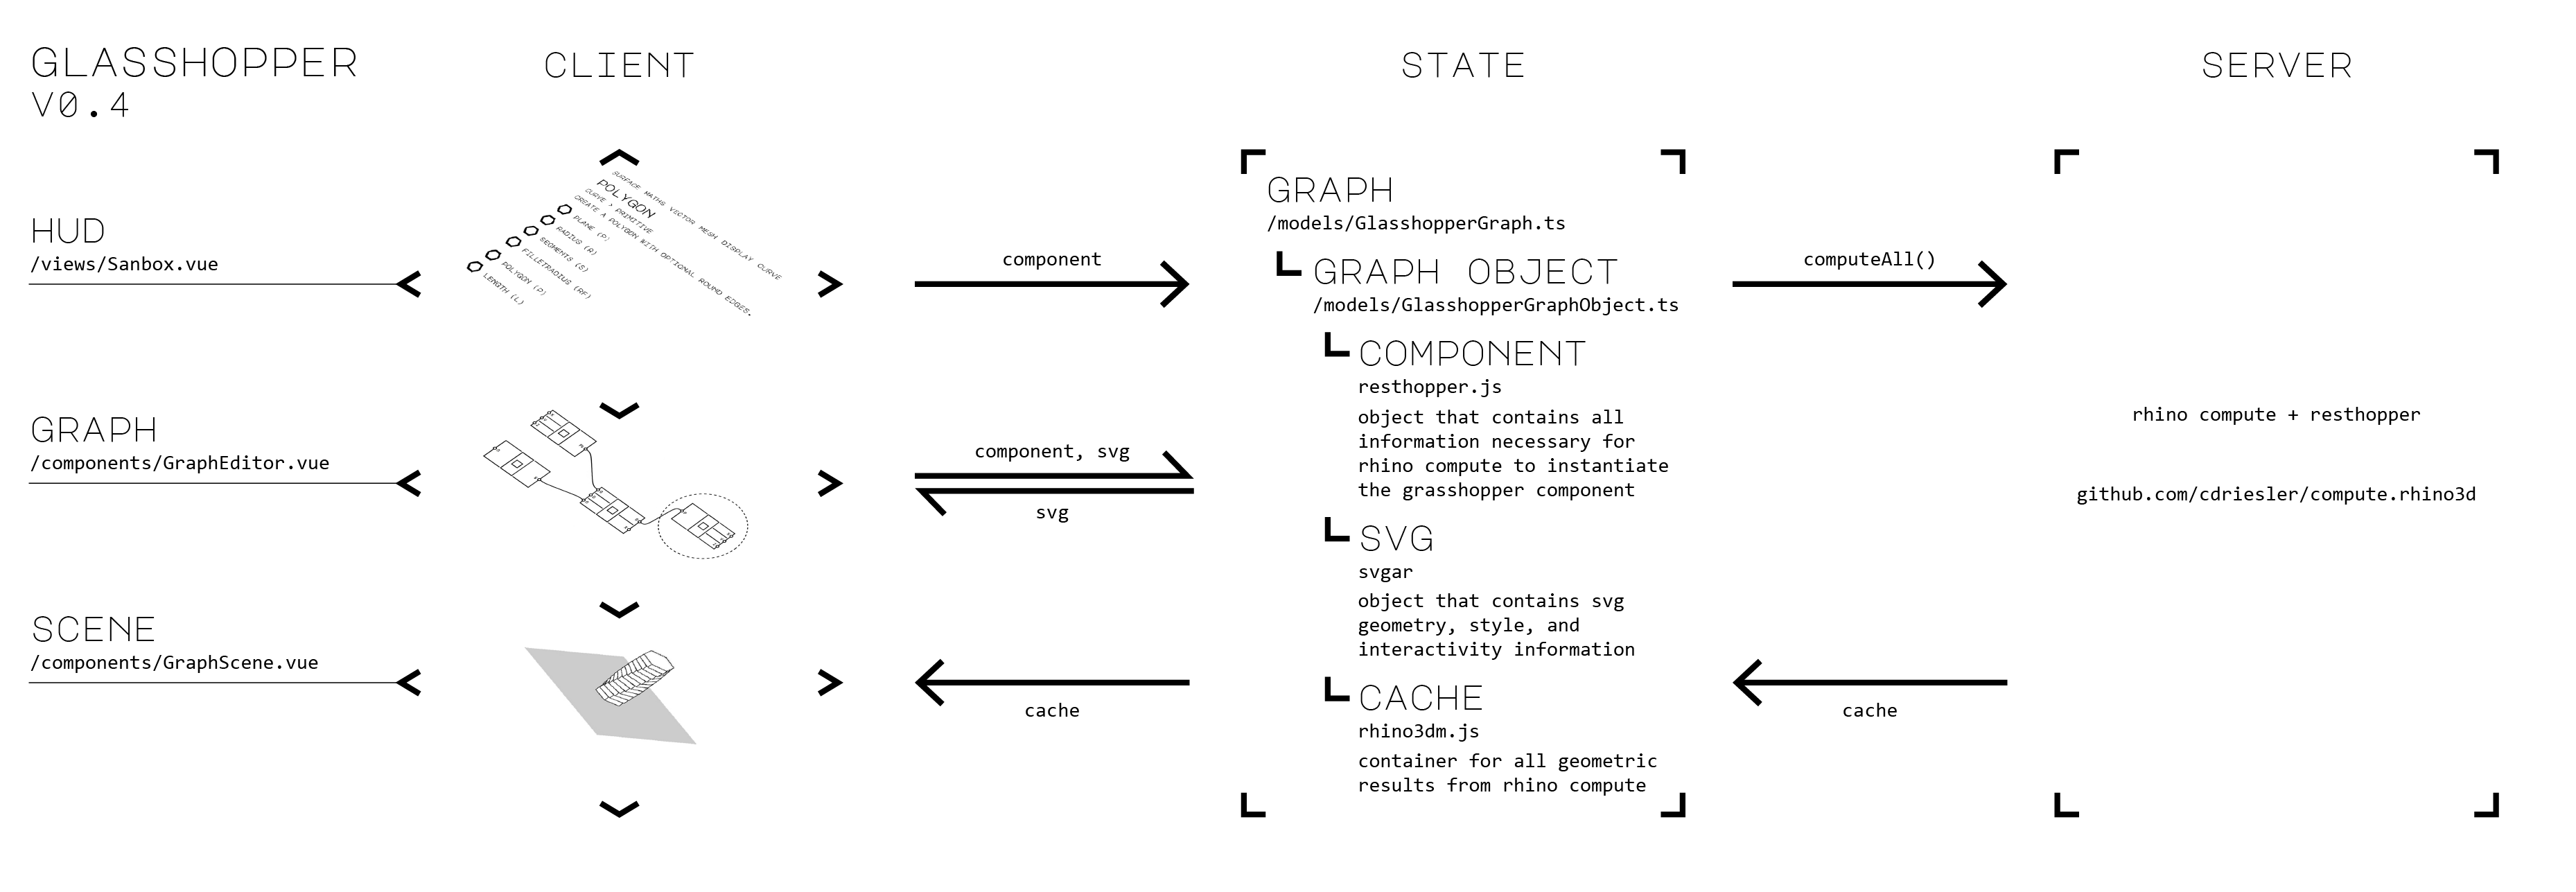 GLASSHOPPER
V0.4
CLIENT
STATE
SERVER
HUD
/views/Sanbox.vue
SURFACE MATHS VECTOR MESH DISPLAY CURVE
POLYGON
CURVE > PRIMITIVE
CREATE A POLYGON WITH OPTIONAL ROUND EDGES.
PLANE (P)
RADIUS (R)
SEGMENTS (S)
FILLETRADIUS (RF)
POLYGON (P)
LENGTH (L)
component
GRAPH
/models/GlasshopperGraph.ts
GRAPH OBJECT
/models/GlasshopperGraphObject.ts
COMPONENT
resthopper.js
object that contains all
information necessary for
rhino compute to instantiate
the grasshopper component
SVG
svgar
object that contains svg
geometry, style, and
interactivity information
CACHE
rhino3dm.js
container for all geometric
results from rhino compute
computeAll()
rhino compute + resthopper
github.com/cdriesler/compute.rhino3d
GRAPH
/components/GraphEditor.vue
component, svg
svg
SCENE
/components/GraphScene.vue
cache
cache